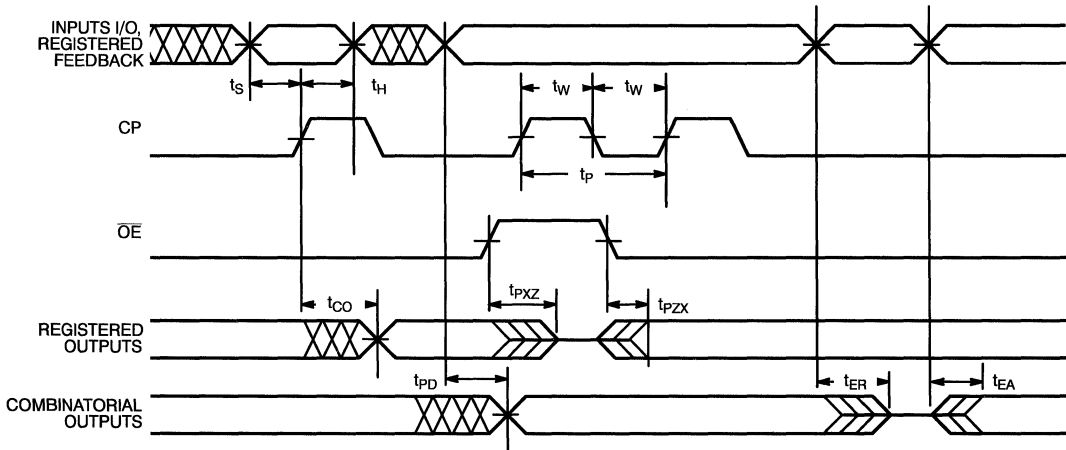 INPUTS I/O,
REGISTERED
FEEDBACK
tS
tH
tW
tW
CP
tP
OE
tPXZ
tPZX
tCO
REGISTERED
OUTPUTS
tPD
tER
tEA
COMBINATORIAL
OUTPUTS